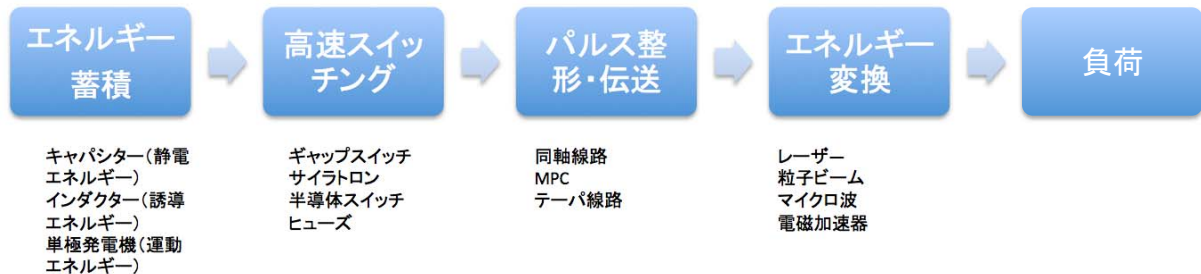 エネルギー
蓄積
高速スイッ
チング
パルス整
形・伝送
エネルギー
変換
負荷
キャパシター(静電
エネルギー)
インダクター(誘導
エネルギー)
単極発電機(運動
エネルギー)
ギャップスイッチ
サイラトロン
半導体スイッチ
ヒューズ
同軸線路
MPC
テーパ線路
レーザー
粒子ビーム
マイクロ波
電磁加速器